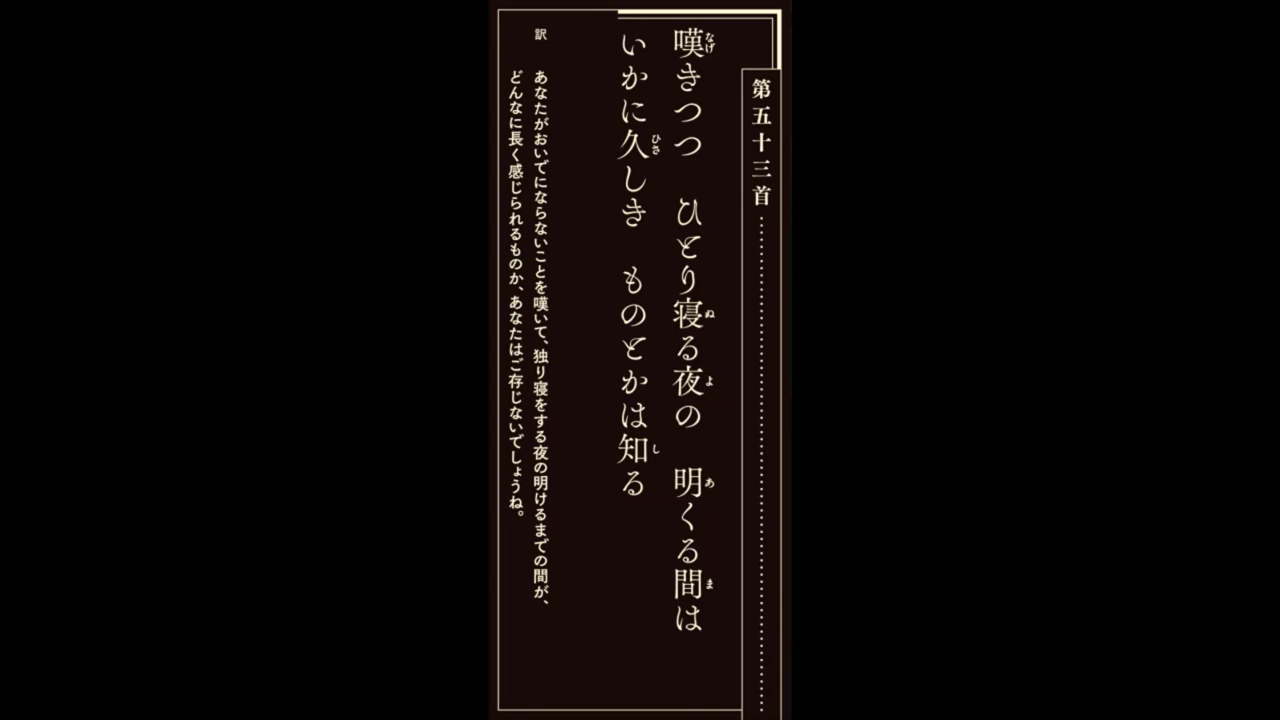 第五十三首
嘆きつつ　ひとり寝る夜の　明くる間は
いかに久しき　ものとかは知る
訳　あなたがおいでにならないことを嘆いて、独り寝をする夜の明けるまでの間が、
どんなに長く感じられるものか、あなたはご存じないでしょうね。